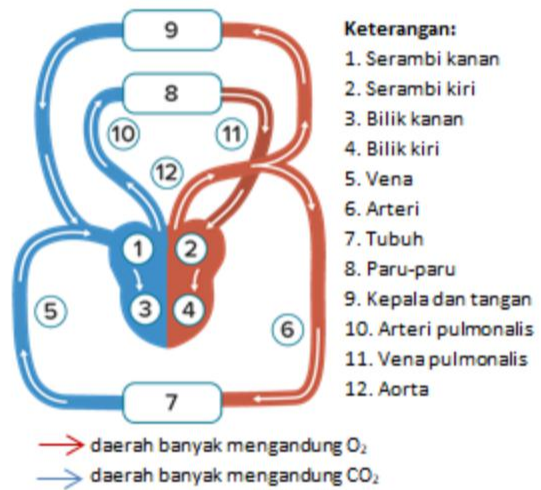 9
8
10
11
12
1
2
3
4
5
6
7
Keterangan:
1. Serambi kanan
2. Serambi kiri
3. Bilik kanan
4. Bilik kiri
5. Vena
6. Arteri
7. Tubuh
8. Paru-paru
9. Kepala dan tangan
10. Arteri pulmonalis
11. Vena pulmonalis
12. Aorta
daerah banyak mengandung O₂
daerah banyak mengandung CO₂